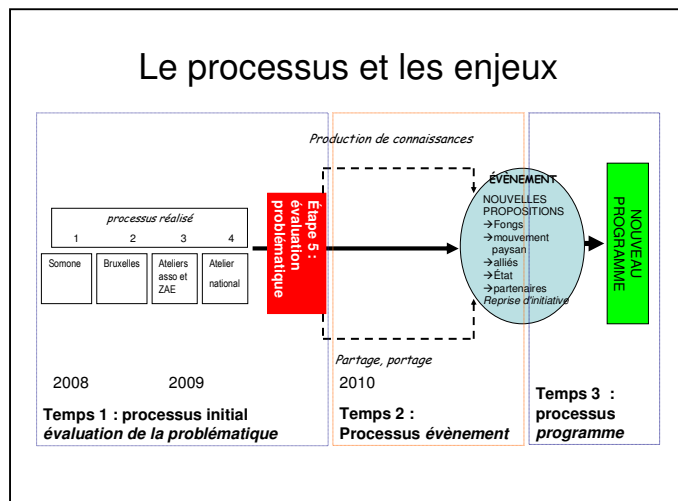 Le processus et les enjeux
Production de connaissances
processus réalisé
1 2 3 4
Somone
Bruxelles
Ateliers
asso et
ZAE
Atelier
national
Étape 5 :
évaluation
problématique
ÉVÈNEMENT
NOUVELLES
PROPOSITIONS
→Fongs
→mouvement
paysan
→alliés
→État
→partenaires
Reprise d'initiative
NOUVEAU
PROGRAMME
Partage, portage
2008 2009 2010
Temps 1 : processus initial
évaluation de la problématique
Temps 2 :
Processus évènement
Temps 3 :
processus
programme